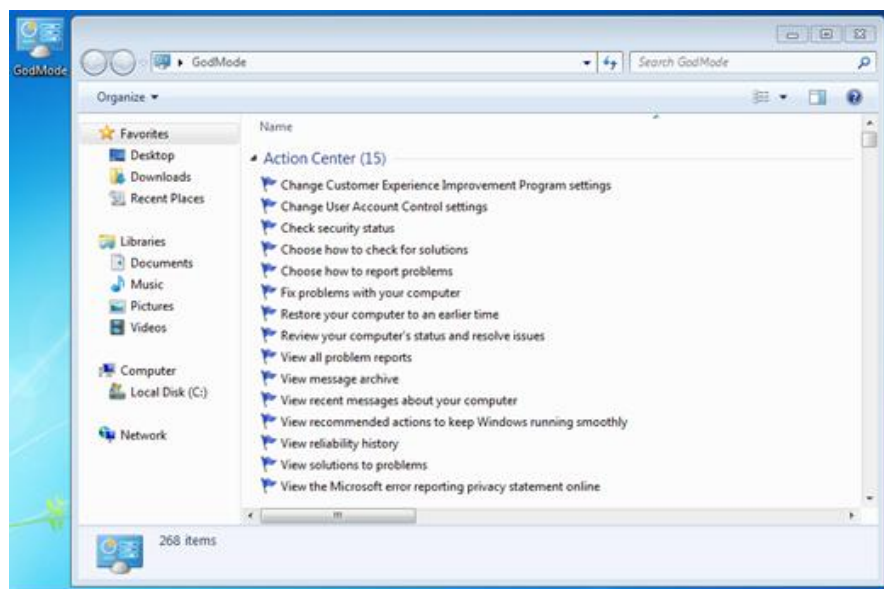 GodMode
GodMode
Search GodMode
Organize
Favorites
Desktop
Downloads
Recent Places
Libraries
Documents
Music
Pictures
Videos
Computer
Local Disk (C:)
Network
Name
Action Center (15)
Change Customer Experience Improvement Program settings
Change User Account Control settings
Check security status
Choose how to check for solutions
Choose how to report problems
Fix problems with your computer
Restore your computer to an earlier time
Review your computer's status and resolve issues
View all problem reports
View message archive
View recent messages about your computer
View recommended actions to keep Windows running smoothly
View reliability history
View solutions to problems
View the Microsoft error reporting privacy statement online
268 items